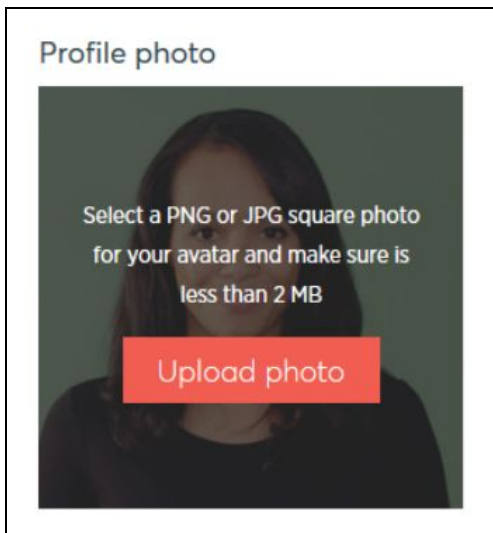 Profile photo
Select a PNG or JPG square photo
for your avatar and make sure is
less than 2 MB
Upload photo